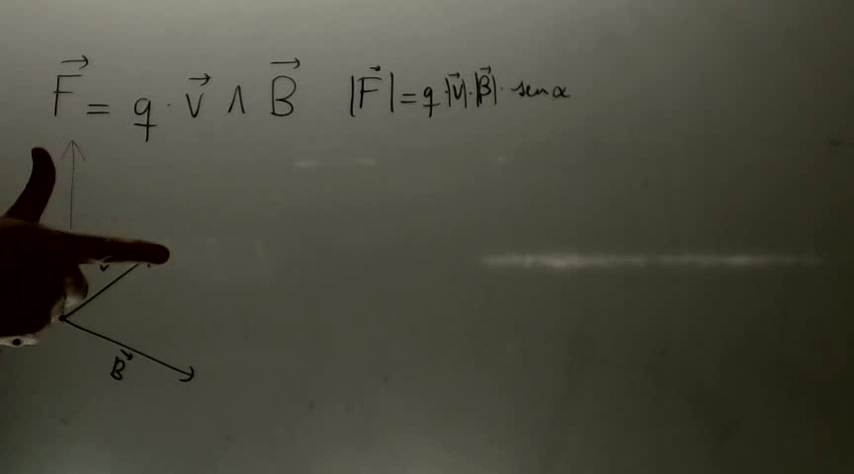 F⃗ = q · v⃗ ∧ B⃗ |F⃗| = q·|v⃗|·|B⃗|· sen α
v
B⃗